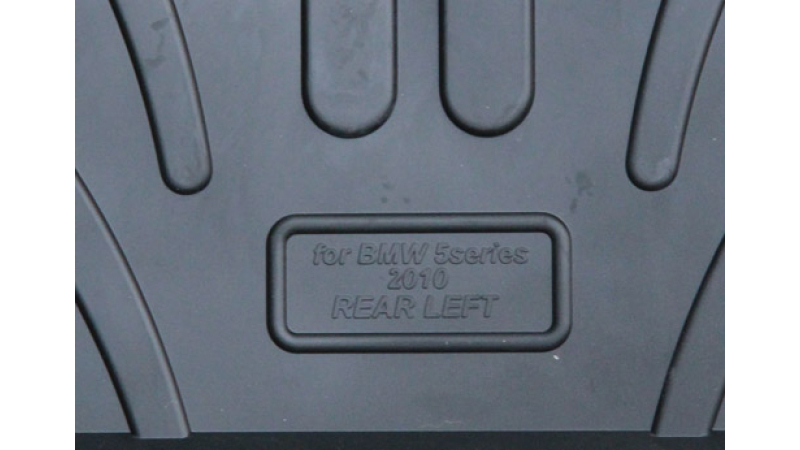 for BMW 5series
2010
REAR LEFT